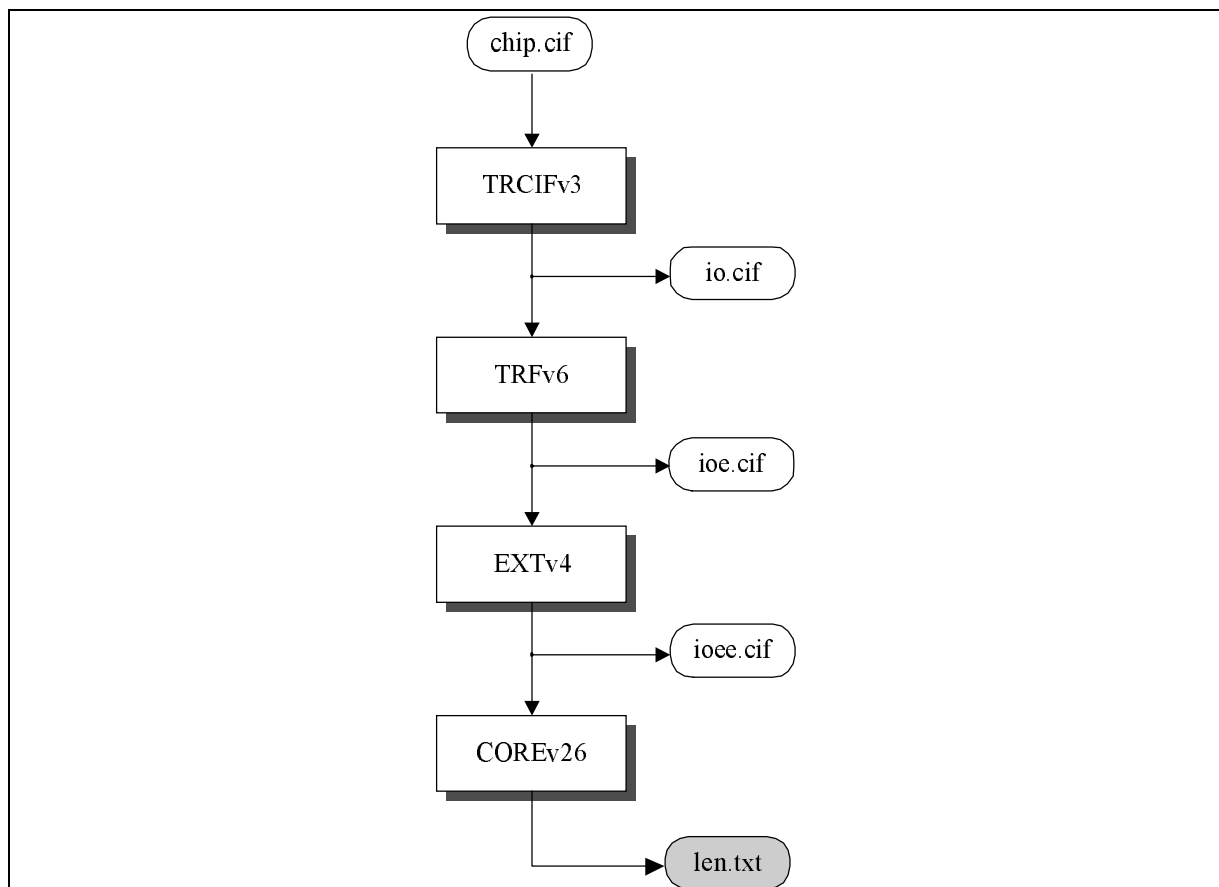 chip.cif
TRCIFv3
io.cif
TRFv6
ioe.cif
EXTv4
ioee.cif
COREv26
len.txt